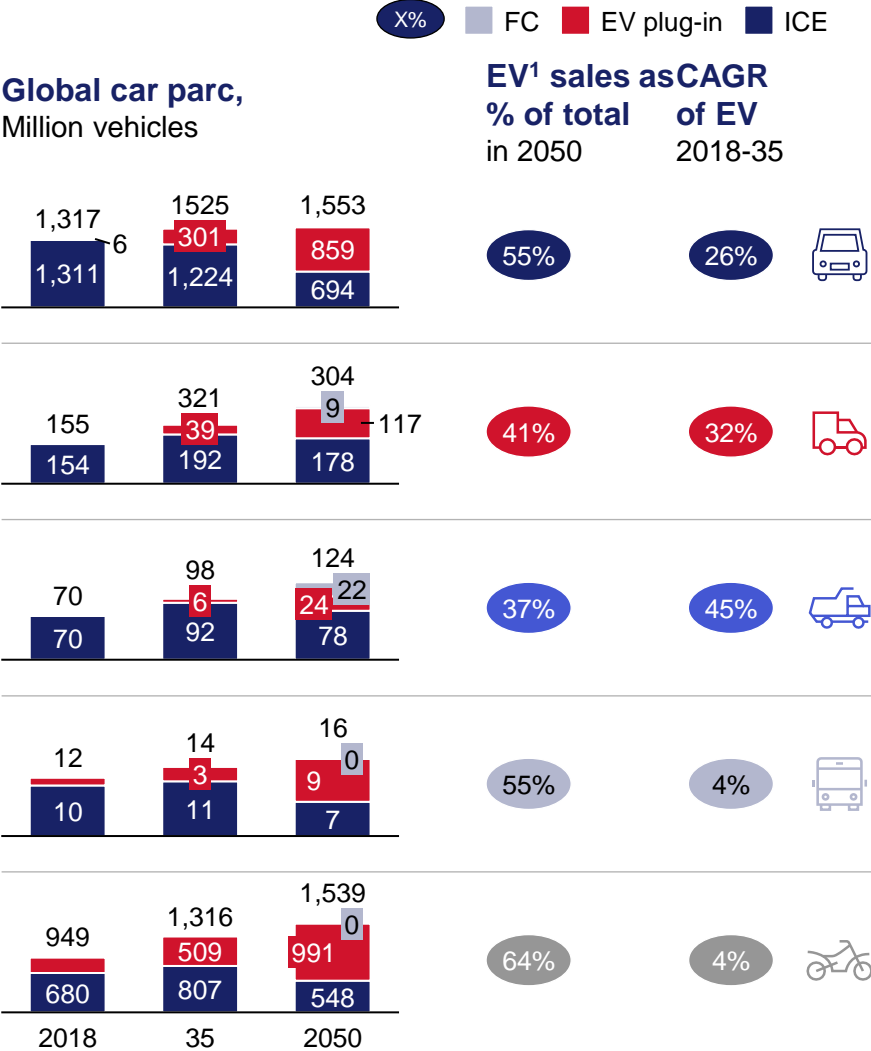 X% FC EV plug-in ICE
Global car parc,
Million vehicles
EV¹ sales as % of total
in 2050
CAGR of EV
2018-35
1,317 1525 1,553
6
301 859
1,311 1,224 694
55% 26%
155 321 304
9
39 117
154 192 178
41% 32%
70 98 124
22
6 24
70 92 78
37% 45%
12 14 16
0
3 9
10 11 7
55% 4%
949 1,316 1,539
0
509 991
680 807 548
64% 4%
2018 35 2050